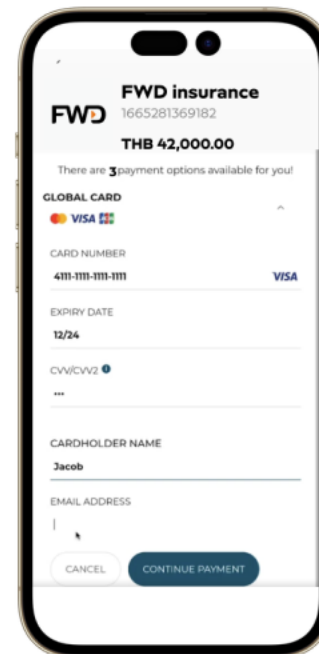 FWD
FWD insurance
1665281369182
THB 42,000.00
There are 3 payment options available for you!
GLOBAL CARD
VISA JCB
CARD NUMBER
4111-1111-1111-1111 VISA
EXPIRY DATE
12/24
CVV/CVV2 i
•••
CARDHOLDER NAME
Jacob
EMAIL ADDRESS
CANCEL CONTINUE PAYMENT